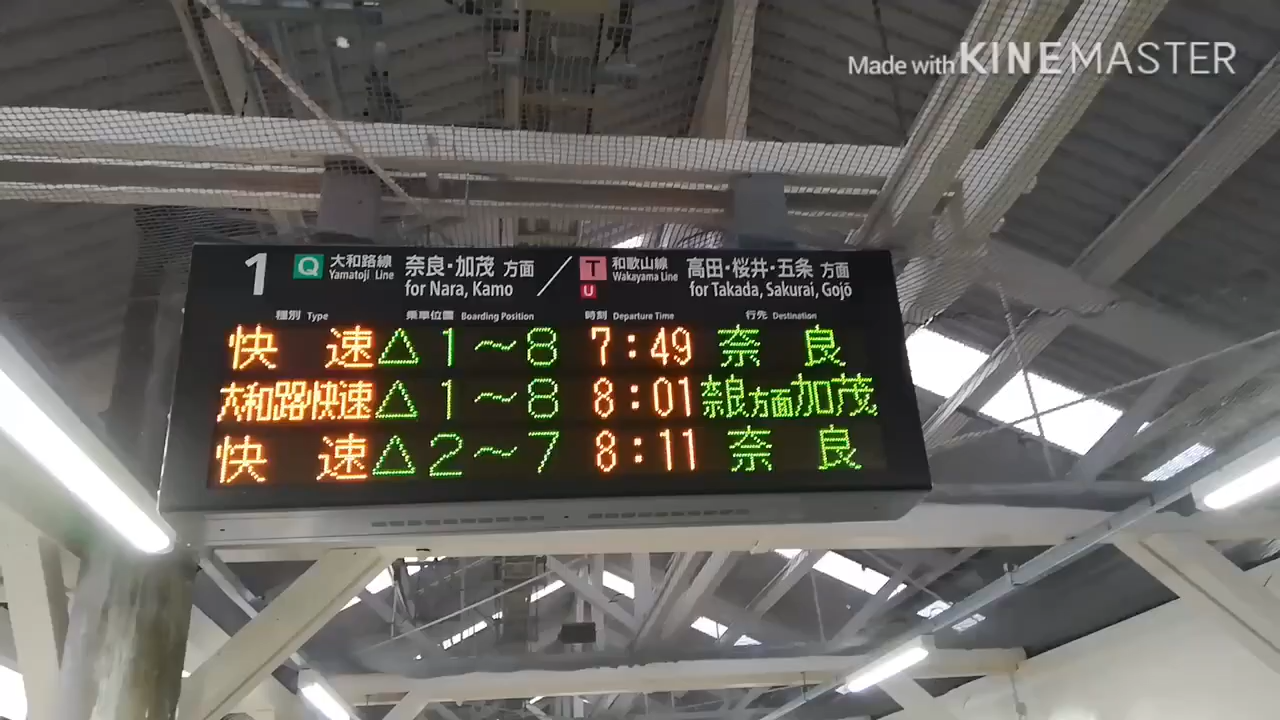 Made with KINEMASTER
1 Q 大和路線 Yamatoji Line 奈良・加茂 方面 for Nara, Kamo / T U 和歌山線 Wakayama Line 高田・桜井・五条 方面 for Takada, Sakurai, Gojō
種別 Type 乗車位置 Boarding Position 時刻 Departure Time 行先 Destination
快 速 △ 1~8 7:49 奈 良
大和路快速 △ 1~8 8:01 奈良方面加茂
快 速 △ 2~7 8:11 奈 良